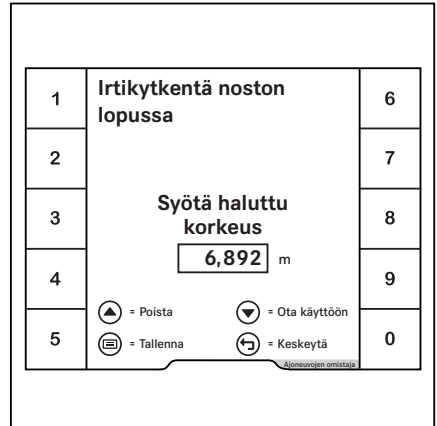 Irtikytkentä noston
lopussa
1
2
3
4
5
6
7
8
9
0
Syötä haluttu
korkeus
6,892 m
= Poista
= Ota käyttöön
= Tallenna
= Keskeytä
Ajoneuvojen omistaja